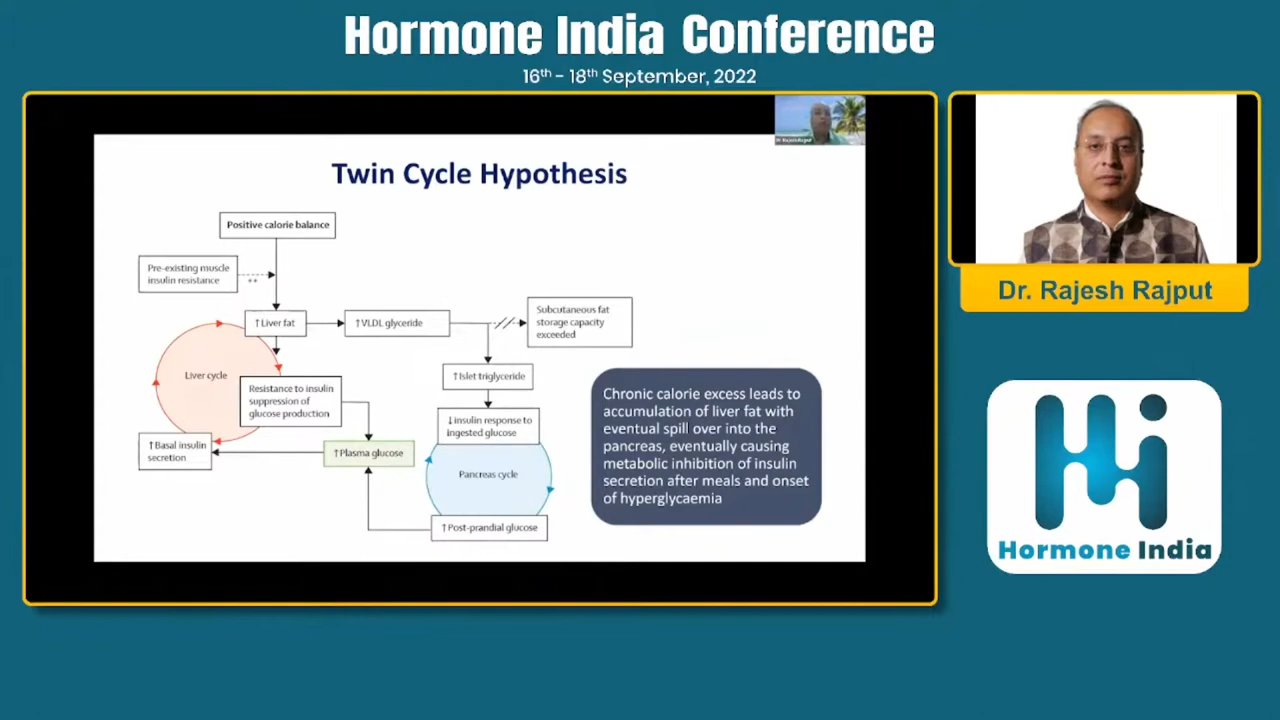 Hormone India Conference
16th - 18th September, 2022
Twin Cycle Hypothesis
Positive calorie balance
Pre-existing muscle
insulin resistance
++
↑Liver fat
↑VLDL glyceride
Subcutaneous fat
storage capacity
exceeded
Liver cycle
Resistance to insulin
suppression of
glucose production
↑Islet triglyceride
↓insulin response to
ingested glucose
↑Basal insulin
secretion
↑Plasma glucose
Pancreas cycle
↑Post-prandial glucose
Chronic calorie excess leads to
accumulation of liver fat with
eventual spill over into the
pancreas, eventually causing
metabolic inhibition of insulin
secretion after meals and onset
of hyperglycaemia
Dr. Rajesh Rajput
Hormone India